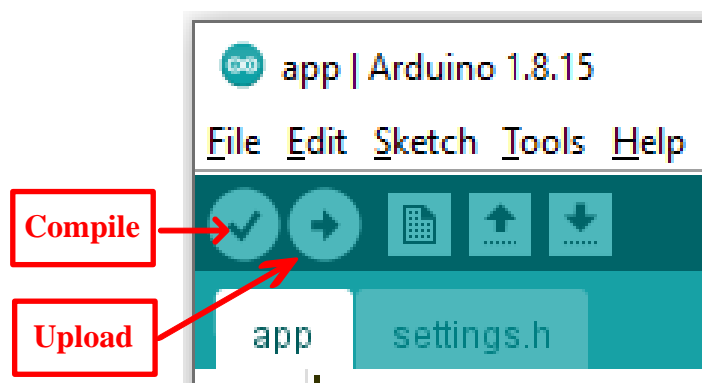 app | Arduino 1.8.15
File Edit Sketch Tools Help
Compile
Upload
app settings.h